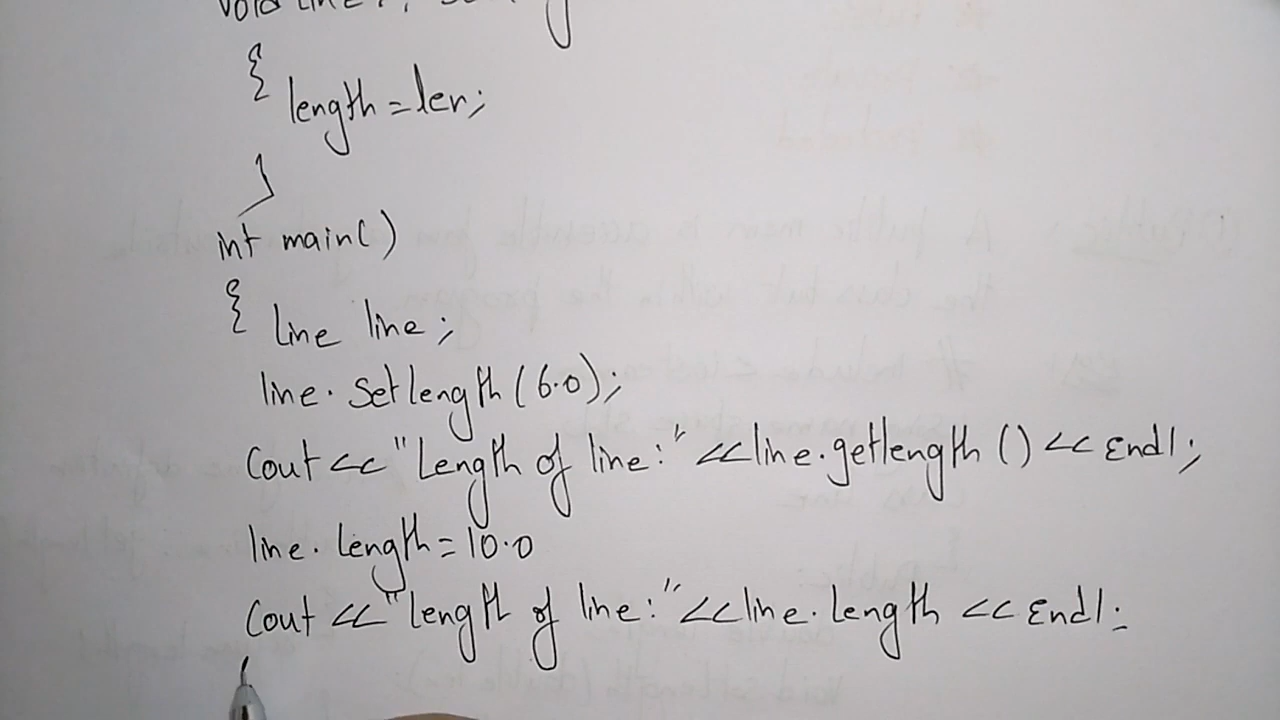 void
{
length=len;
}
int main()
{ Line line;
line. Setlength(6.0);
Cout << "Length of line:" <<line.getlength () << Endl;
line. Length=10.0
Cout << "length of line:" <<line. Length << Endl;